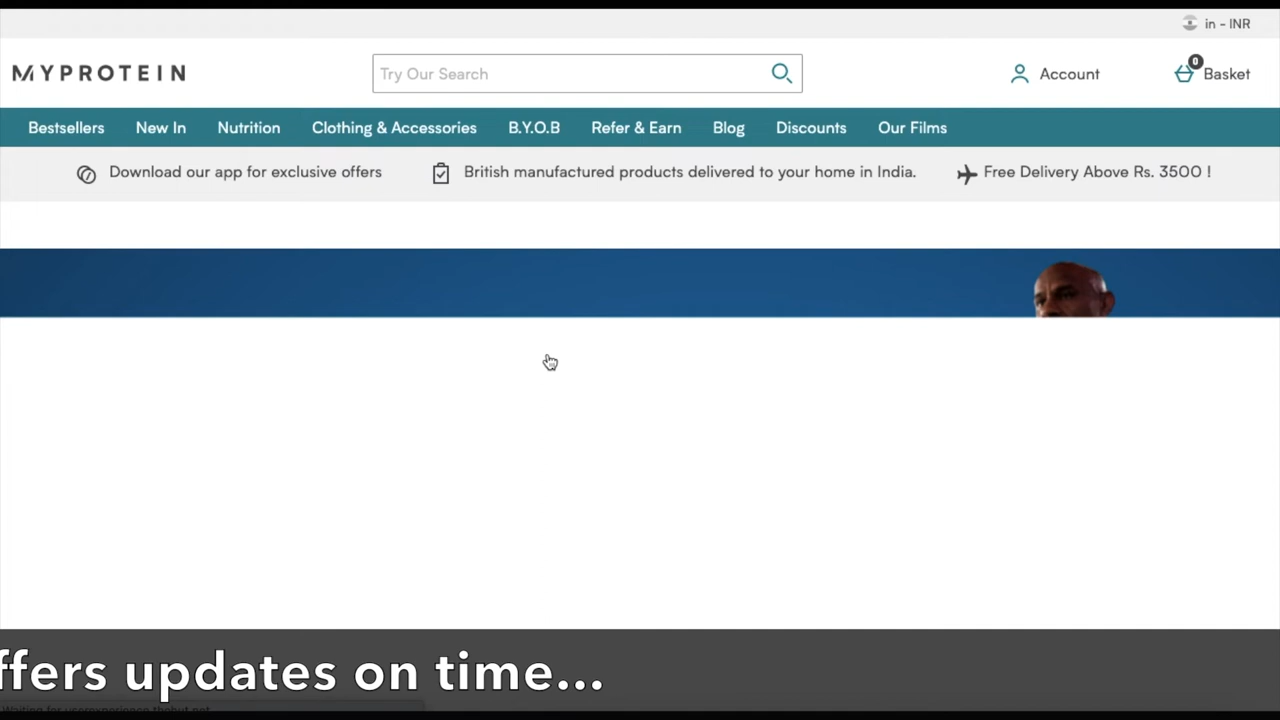 in - INR
MYPROTEIN
Try Our Search
Account
0
Basket
Bestsellers New In Nutrition Clothing & Accessories B.Y.O.B Refer & Earn Blog Discounts Our Films
Download our app for exclusive offers
British manufactured products delivered to your home in India.
Free Delivery Above Rs. 3500 !
ffers updates on time...